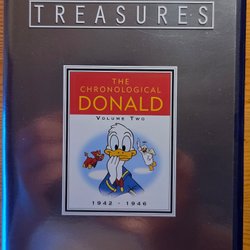 TREASURES
THE
CHRONOLOGICAL
DONALD
VOLUME TWO
1942 - 1946